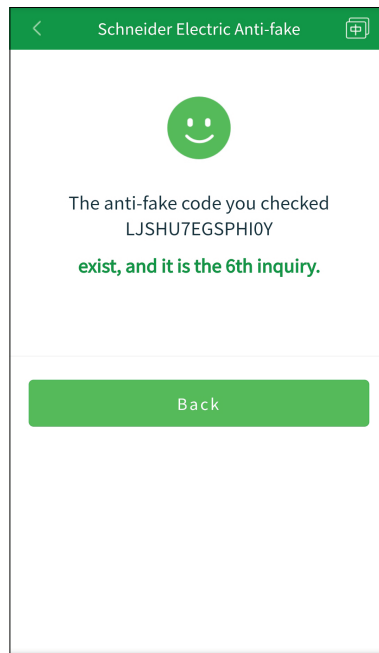 Schneider Electric Anti-fake
中
The anti-fake code you checked
LJSHU7EGSPHI0Y
exist, and it is the 6th inquiry.
Back